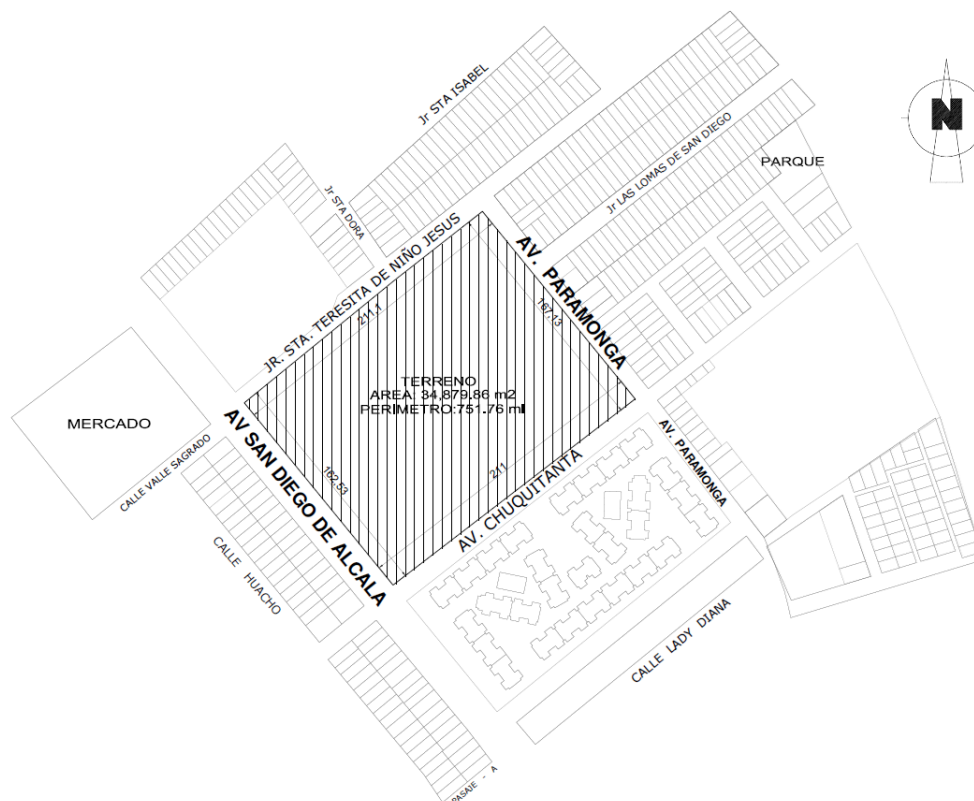 Jr STA ISABEL
N
Jr LAS LOMAS DE SAN DIEGO
PARQUE
Jr STA DORA
JR. STA. TERESITA DE NIÑO JESUS
AV. PARAMONGA
211,1
167,13
TERRENO
AREA: 34,879.86 m2
PERIMETRO:751.76 ml
MERCADO
CALLE VALLE SAGRADO
AV SAN DIEGO DE ALCALA
162,53
211
AV. CHUQUITANTA
AV. PARAMONGA
CALLE HUACHO
CALLE LADY DIANA
PASAJE - A